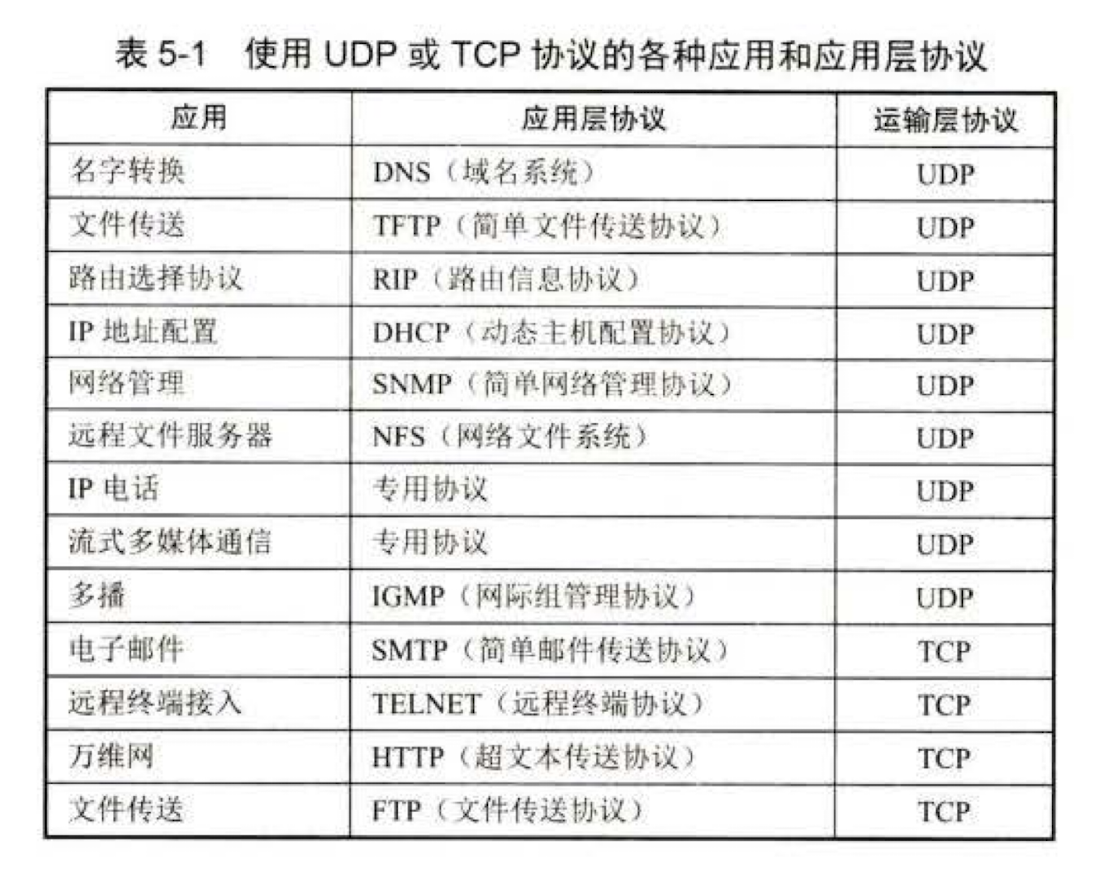 表 5-1 使用 UDP 或 TCP 协议的各种应用和应用层协议
应用 应用层协议 运输层协议
名字转换 DNS（域名系统） UDP
文件传送 TFTP（简单文件传送协议） UDP
路由选择协议 RIP（路由信息协议） UDP
IP 地址配置 DHCP（动态主机配置协议） UDP
网络管理 SNMP（简单网络管理协议） UDP
远程文件服务器 NFS（网络文件系统） UDP
IP 电话 专用协议 UDP
流式多媒体通信 专用协议 UDP
多播 IGMP（网际组管理协议） UDP
电子邮件 SMTP（简单邮件传送协议） TCP
远程终端接入 TELNET（远程终端协议） TCP
万维网 HTTP（超文本传送协议） TCP
文件传送 FTP（文件传送协议） TCP